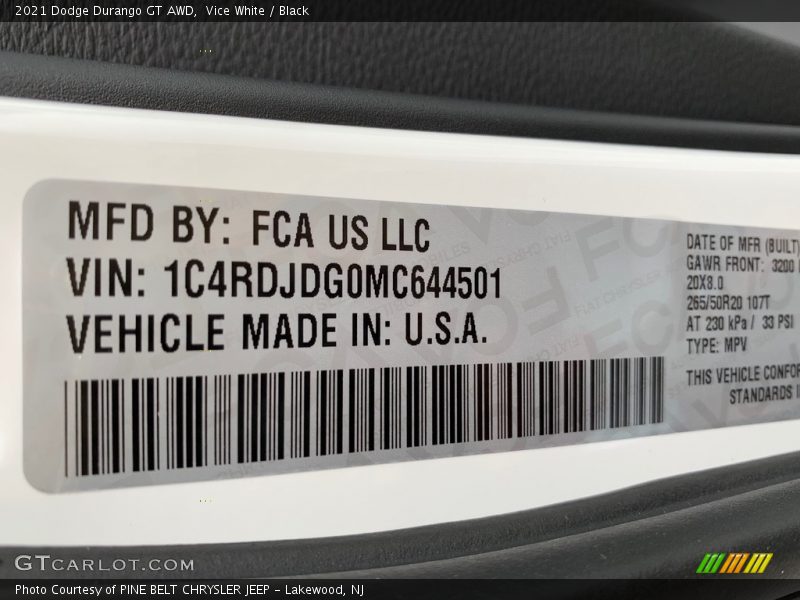 2021 Dodge Durango GT AWD,  Vice White / Black
MFD BY: FCA US LLC
VIN: 1C4RDJDG0MC644501
VEHICLE MADE IN: U.S.A.
DATE OF MFR (BUILT
GAWR FRONT: 3200
20X8.0
265/50R20 107T
AT 230 kPa / 33 PSI
TYPE: MPV
THIS VEHICLE CONFOR
STANDARDS
GTCARLOT.COM
Photo Courtesy of PINE BELT CHRYSLER JEEP - Lakewood, NJ